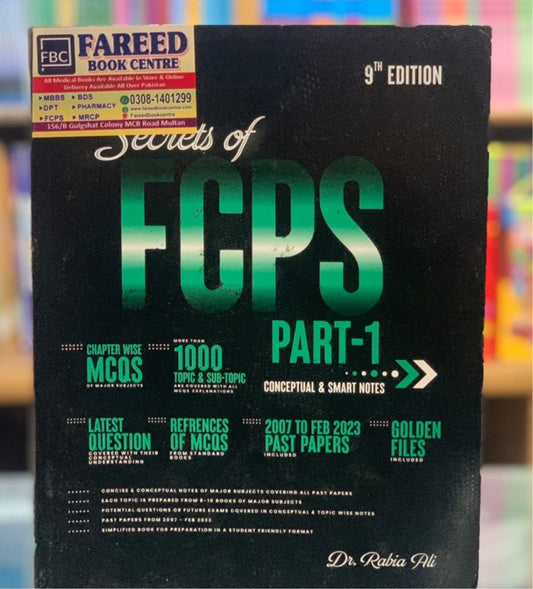 FBC
FAREED
BOOK CENTRE
All Medical Books Are Available In Store & Online
Delivery Available All Over Pakistan
MBBS BDS
DPT PHARMACY
FCPS MRCP
0308-1401299
www.fareedbookcentre.com
Fareedbookcentre
156/B Gulgshat Colony MCB Road Multan
9TH EDITION
Secrets of
FCPS
PART-1
CONCEPTUAL & SMART NOTES
CHAPTER WISE
MCQS
OF MAJOR SUBJECTS
MORE THAN
1000
TOPIC & SUB-TOPIC
ARE COVERED WITH ALL
MCQS EXPLANATIONS
LATEST
QUESTION
COVERED WITH THEIR
CONCEPTUAL
UNDERSTANDING
REFRENCES
OF MCQS
FROM STANDARD
BOOKS
2007 TO FEB 2023
PAST PAPERS
INCLUDED
GOLDEN
FILES
INCLUDED
CONCISE & CONCEPTUAL NOTES OF MAJOR SUBJECTS COVERING ALL PAST PAPERS
EACH TOPIC IS PREPARED FROM 8-10 BOOKS OF MAJOR SUBJECTS
POTENTIAL QUESTIONS OR FUTURE EXAMS COVERED IN CONCEPTUAL & TOPIC WISE NOTES
PAST PAPERS FROM 2007 - FEB 2023
SIMPLIFIED BOOK FOR PREPARATION IN A STUDENT FRIENDLY FORMAT
Dr. Rabia Ali